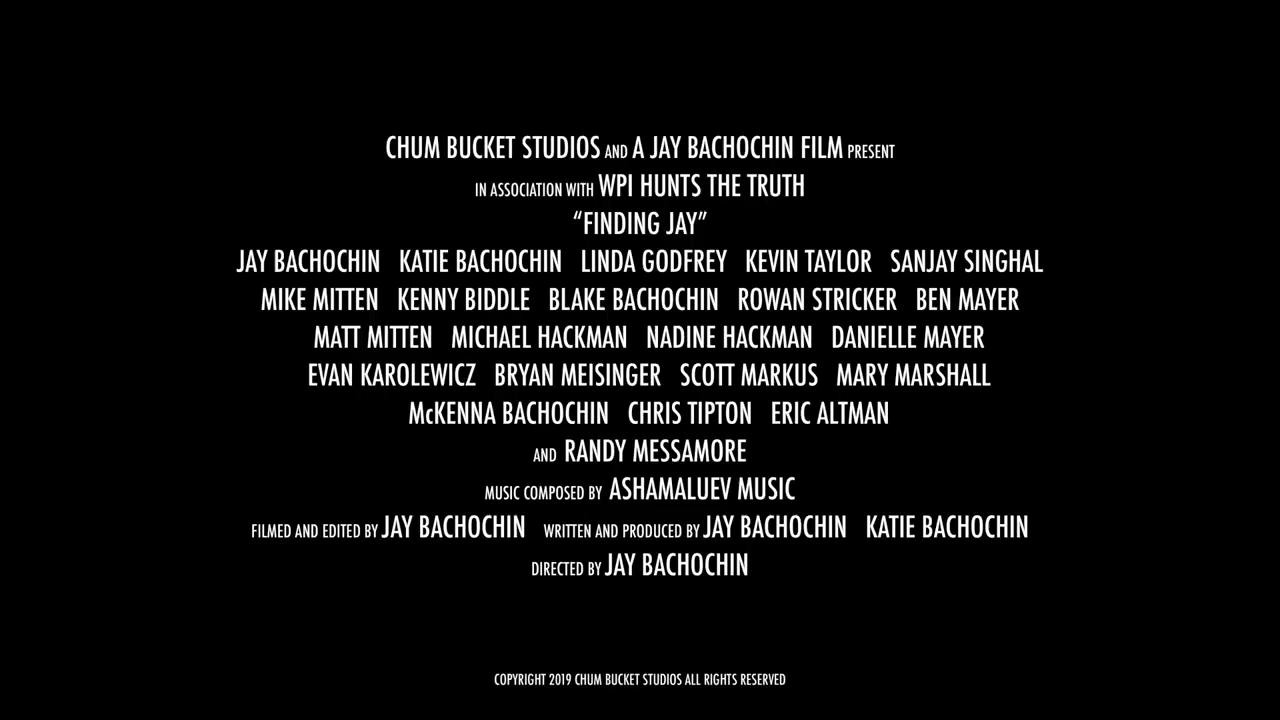 CHUM BUCKET STUDIOS AND A JAY BACHOCHIN FILM PRESENT
IN ASSOCIATION WITH WPI HUNTS THE TRUTH
“FINDING JAY”
JAY BACHOCHIN KATIE BACHOCHIN LINDA GODFREY KEVIN TAYLOR SANJAY SINGHAL
MIKE MITTEN KENNY BIDDLE BLAKE BACHOCHIN ROWAN STRICKER BEN MAYER
MATT MITTEN MICHAEL HACKMAN NADINE HACKMAN DANIELLE MAYER
EVAN KAROLEWICZ BRYAN MEISINGER SCOTT MARKUS MARY MARSHALL
McKENNA BACHOCHIN CHRIS TIPTON ERIC ALTMAN
AND RANDY MESSAMORE
MUSIC COMPOSED BY ASHAMALUEV MUSIC
FILMED AND EDITED BY JAY BACHOCHIN WRITTEN AND PRODUCED BY JAY BACHOCHIN KATIE BACHOCHIN
DIRECTED BY JAY BACHOCHIN
COPYRIGHT 2019 CHUM BUCKET STUDIOS ALL RIGHTS RESERVED